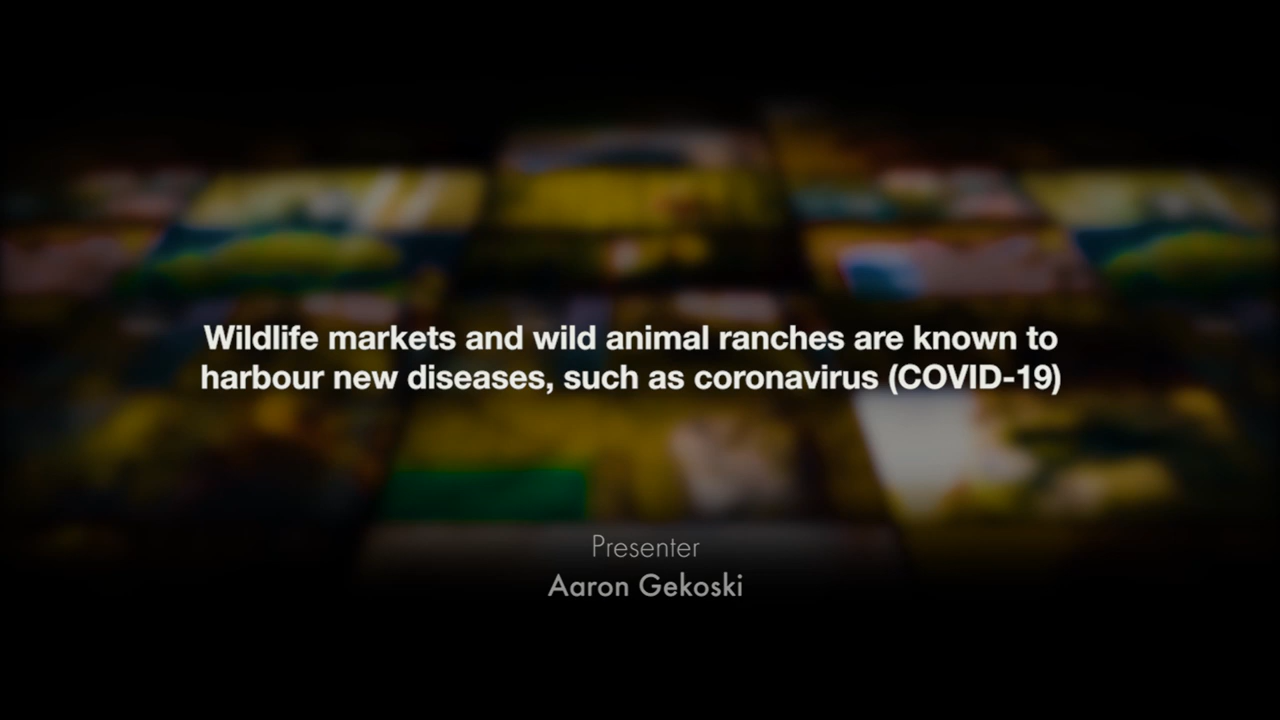 Wildlife markets and wild animal ranches are known to
harbour new diseases, such as coronavirus (COVID-19)
Presenter
Aaron Gekoski